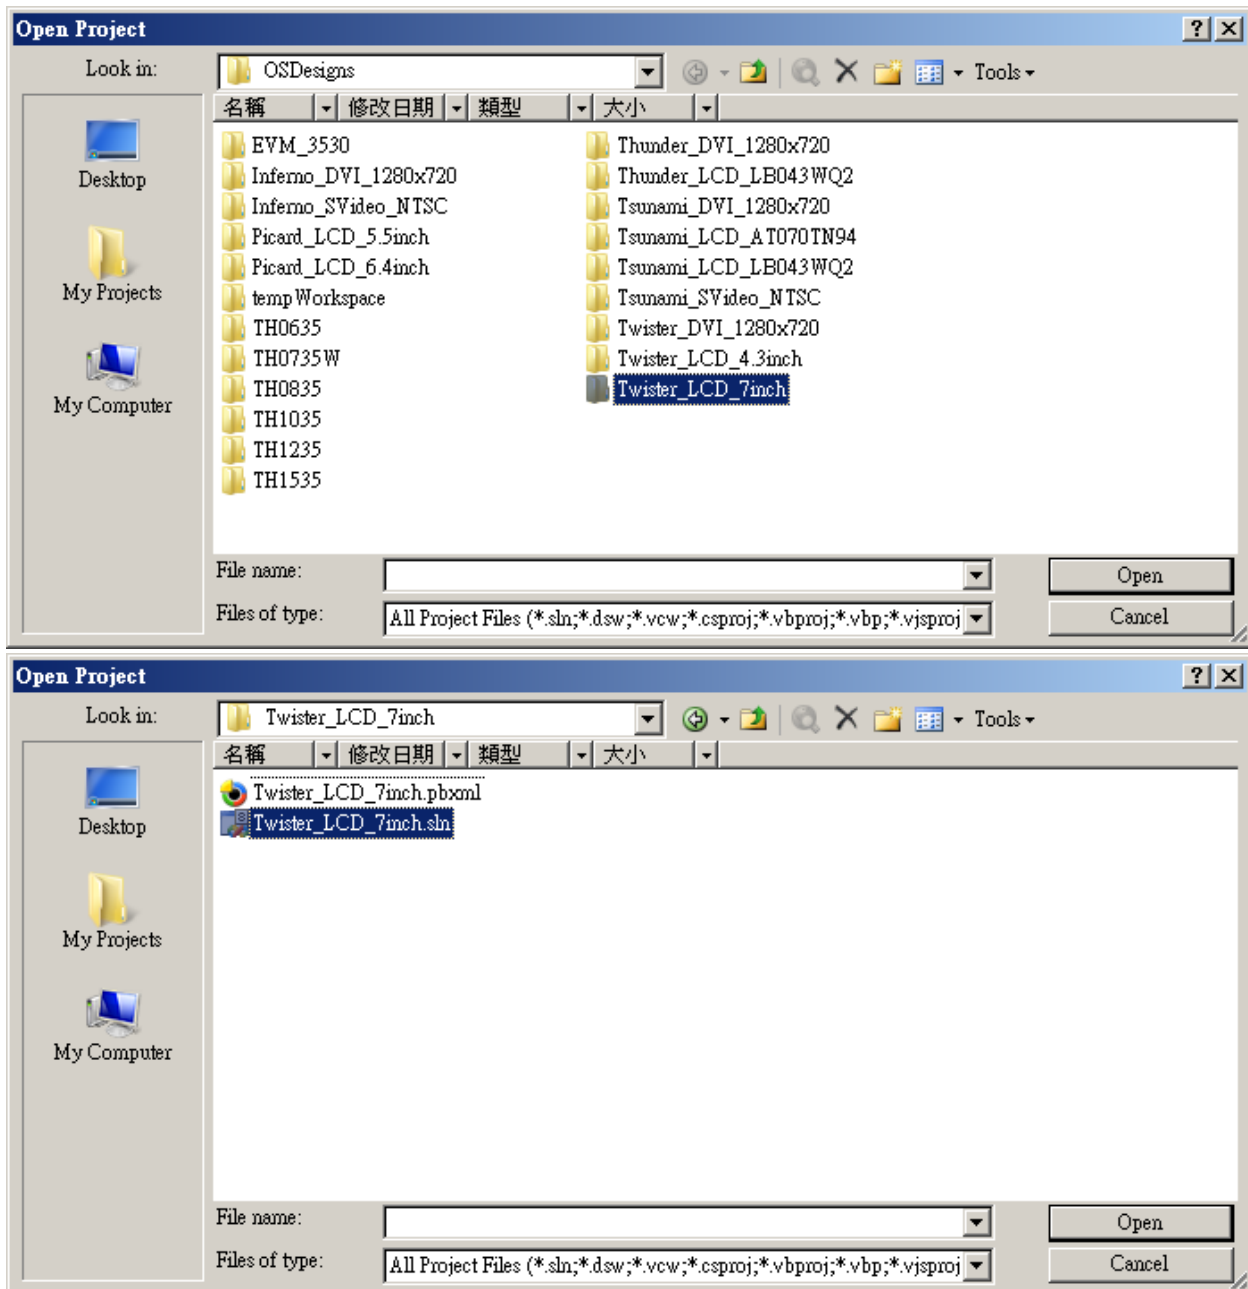 Open Project
Look in: OSDesigns Tools
名稱 修改日期 類型 大小
Desktop
My Projects
My Computer
EVM_3530
Inferno_DVI_1280x720
Inferno_SVideo_NTSC
Picard_LCD_5.5inch
Picard_LCD_6.4inch
tempWorkspace
TH0635
TH0735W
TH0835
TH1035
TH1235
TH1535
Thunder_DVI_1280x720
Thunder_LCD_LB043WQ2
Tsunami_DVI_1280x720
Tsunami_LCD_AT070TN94
Tsunami_LCD_LB043WQ2
Tsunami_SVideo_NTSC
Twister_DVI_1280x720
Twister_LCD_4.3inch
Twister_LCD_7inch
File name: Open
Files of type: All Project Files (*.sln;*.dsw;*.vcw;*.csproj;*.vbproj;*.vbp;*.vjsproj Cancel
Open Project
Look in: Twister_LCD_7inch Tools
名稱 修改日期 類型 大小
Desktop
My Projects
My Computer
Twister_LCD_7inch.pbxml
Twister_LCD_7inch.sln
File name: Open
Files of type: All Project Files (*.sln;*.dsw;*.vcw;*.csproj;*.vbproj;*.vbp;*.vjsproj Cancel